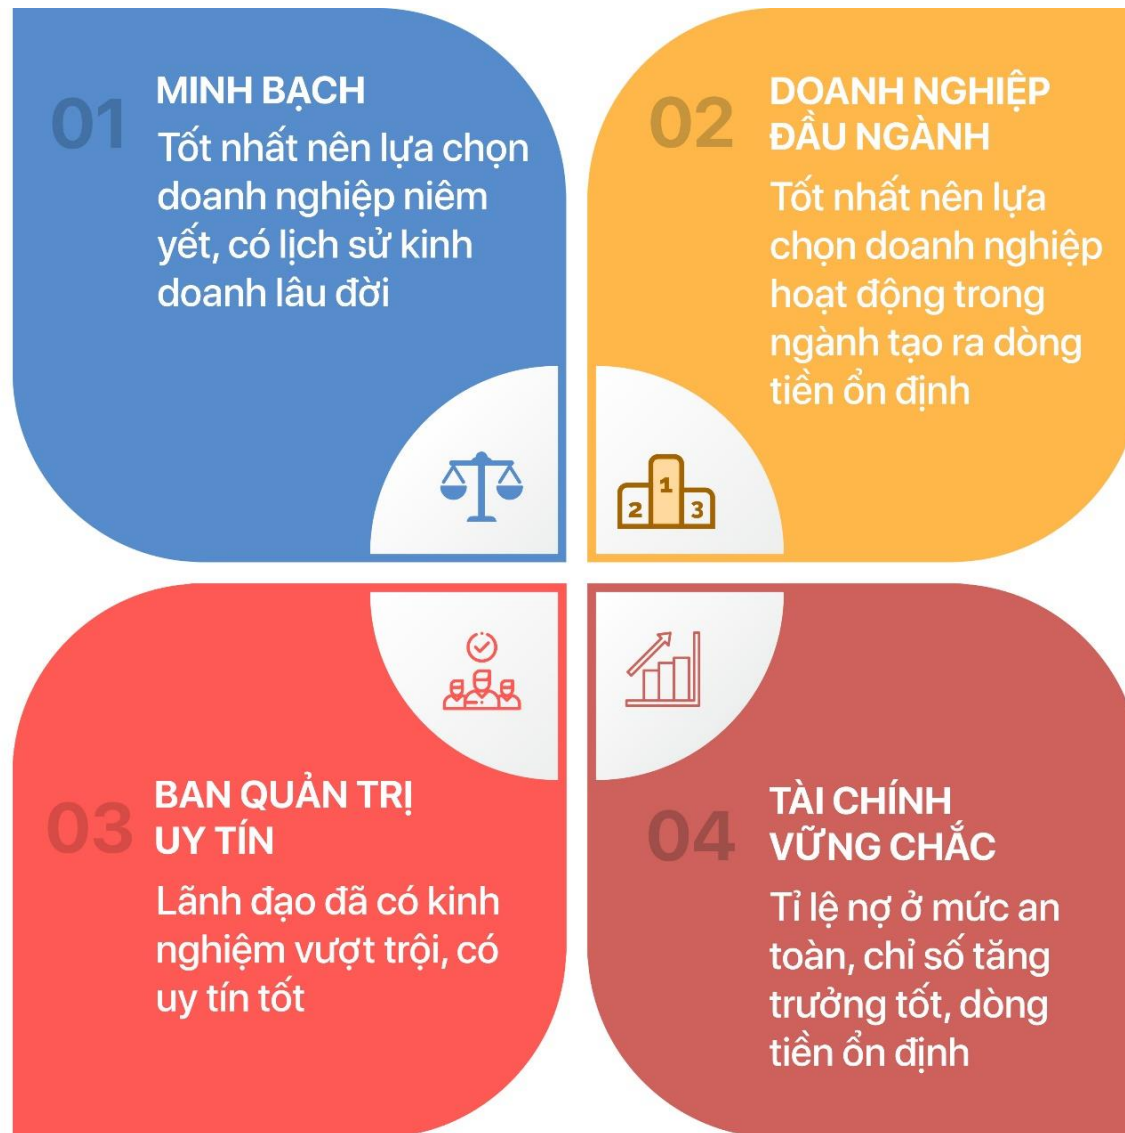 01
MINH BẠCH
Tốt nhất nên lựa chọn
doanh nghiệp niêm
yết, có lịch sử kinh
doanh lâu đời
02
DOANH NGHIỆP
ĐẦU NGÀNH
Tốt nhất nên lựa
chọn doanh nghiệp
hoạt động trong
ngành tạo ra dòng
tiền ổn định
1
2
3
03
BAN QUẢN TRỊ
UY TÍN
Lãnh đạo đã có kinh
nghiệm vượt trội, có
uy tín tốt
04
TÀI CHÍNH
VỮNG CHẮC
Tỉ lệ nợ ở mức an
toàn, chỉ số tăng
trưởng tốt, dòng
tiền ổn định